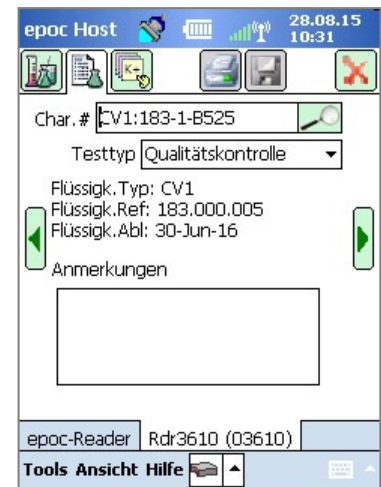 epoc Host 28.08.15
10:31
K+
Char. # CV1:183-1-B525
Testtyp Qualitätskontrolle
Flüssigk.Typ: CV1
Flüssigk.Ref: 183.000.005
Flüssigk.Abl: 30-Jun-16
Anmerkungen
epoc-Reader Rdr3610 (03610)
Tools Ansicht Hilfe